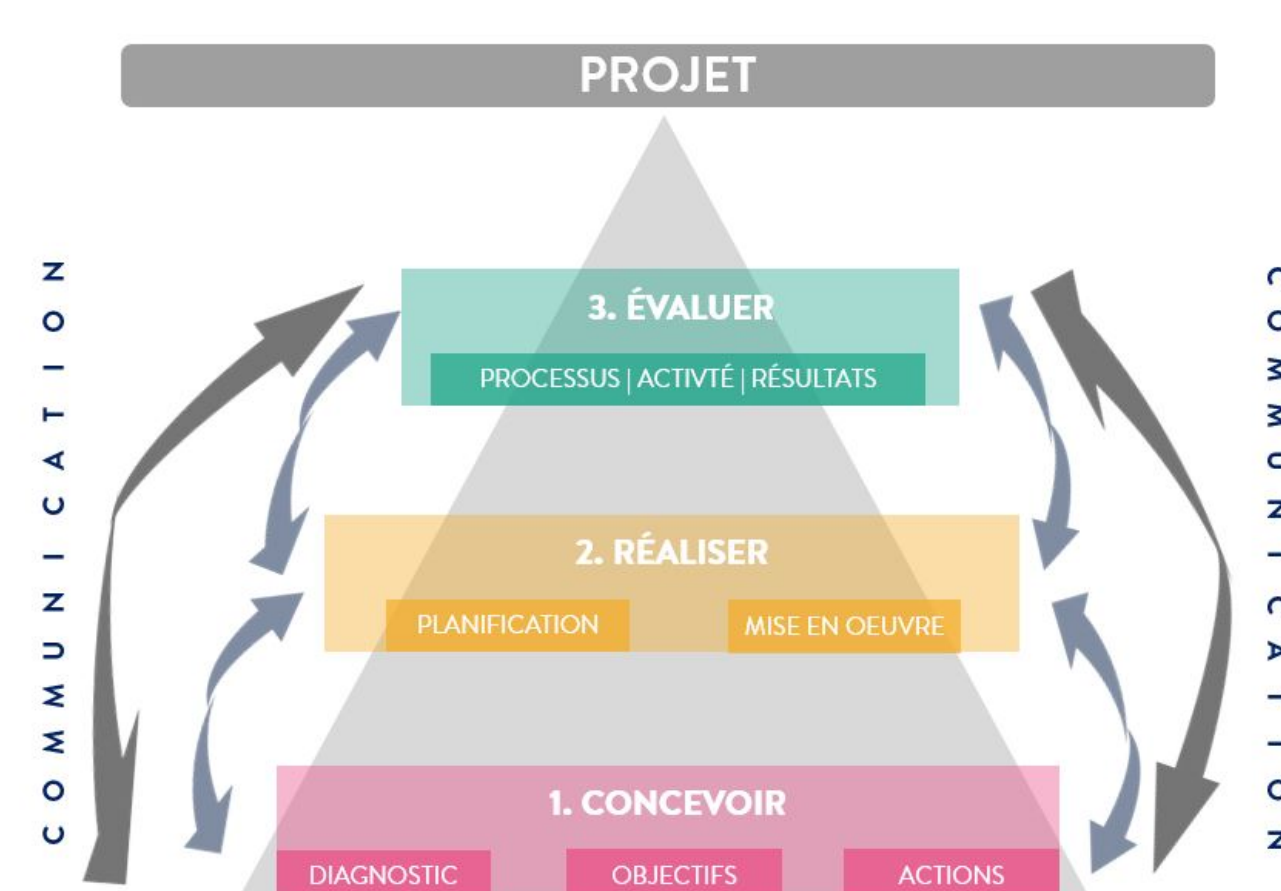 PROJET
COMMUNICATION
3. ÉVALUER
PROCESSUS | ACTIVTÉ | RÉSULTATS
2. RÉALISER
PLANIFICATION
MISE EN OEUVRE
1. CONCEVOIR
DIAGNOSTIC
OBJECTIFS
ACTIONS
COMMUNICATION